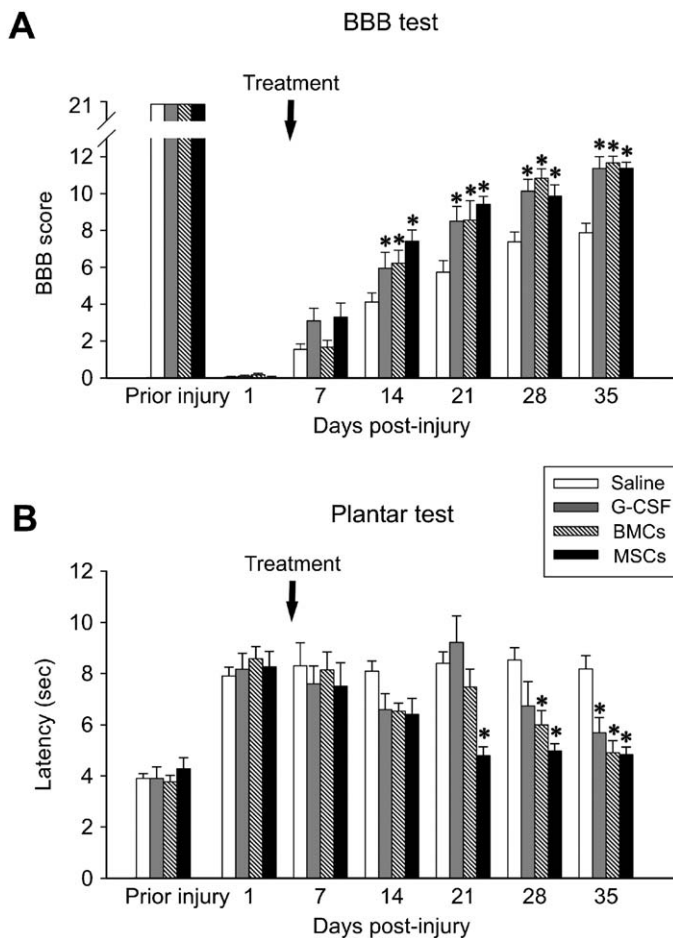 A
BBB test
Treatment
21
12
10
8
6
4
2
0
BBB score
* * *
* * *
* * *
* * *
Prior injury 1 7 14 21 28 35
Days post-injury
Saline
G-CSF
BMCs
MSCs
B
Plantar test
Treatment
12
10
8
6
4
2
0
Latency (sec)
*
* *
* * *
Prior injury 1 7 14 21 28 35
Days post-injury